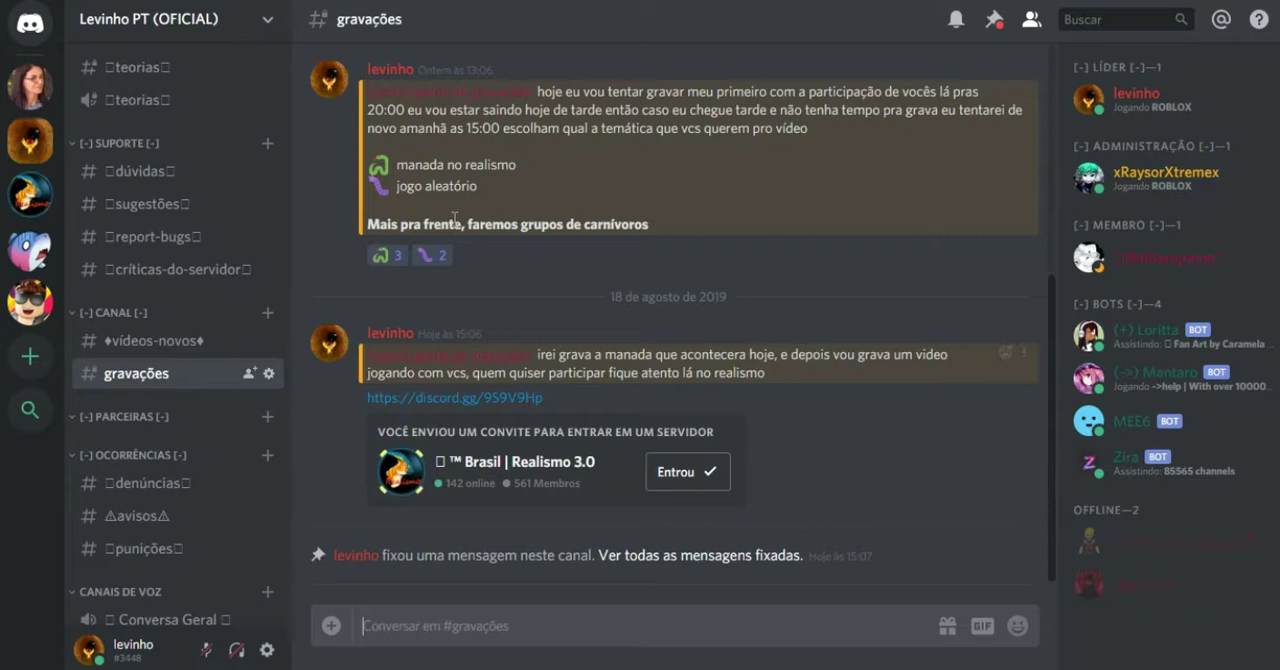 Levinho PT (OFICIAL)
teorias
teorias
[-] SUPORTE [-]
dúvidas
sugestões
report-bugs
críticas-do-servidor
[-] CANAL [-]
♦vídeos-novos♦
gravações
[-] PARCEIRAS [-]
[-] OCORRÊNCIAS [-]
denúncias
⚠avisos⚠
punições
CANAIS DE VOZ
Conversa Geral
levinho
#3448
gravações
levinho Ontem às 13:06
hoje eu vou tentar gravar meu primeiro com a participação de vocês lá pras
20:00 eu vou estar saindo hoje de tarde então caso eu chegue tarde e não tenha tempo pra grava eu tentarei de
novo amanhã as 15:00 escolham qual a temática que vcs querem pro vídeo
manada no realismo
jogo aleatório
Mais pra frente, faremos grupos de carnívoros
3 2
18 de agosto de 2019
levinho Hoje às 15:06
irei grava a manada que acontecera hoje, e depois vou grava um video
jogando com vcs, quem quiser participar fique atento lá no realismo
https://discord.gg/959V9Hp
VOCÊ ENVIOU UM CONVITE PARA ENTRAR EM UM SERVIDOR
™ Brasil | Realismo 3.0
142 online 561 Membros
Entrou
levinho fixou uma mensagem neste canal. Ver todas as mensagens fixadas. Hoje às 15:07
Conversar em #gravações
GIF
Buscar
[-] LÍDER [-]—1
levinho
Jogando ROBLOX
[-] ADMINISTRAÇÃO [-]—1
xRaysorXtremex
Jogando ROBLOX
[-] MEMBRO [-]—1
[-] BOTS [-]—4
(+) Loritta BOT
Assistindo: Fan Art by Caramela ...
(->) Mantaro BOT
Jogando ->help | With over 10000...
MEE6 BOT
Zira BOT
Assistindo: 85565 channels
OFFLINE—2